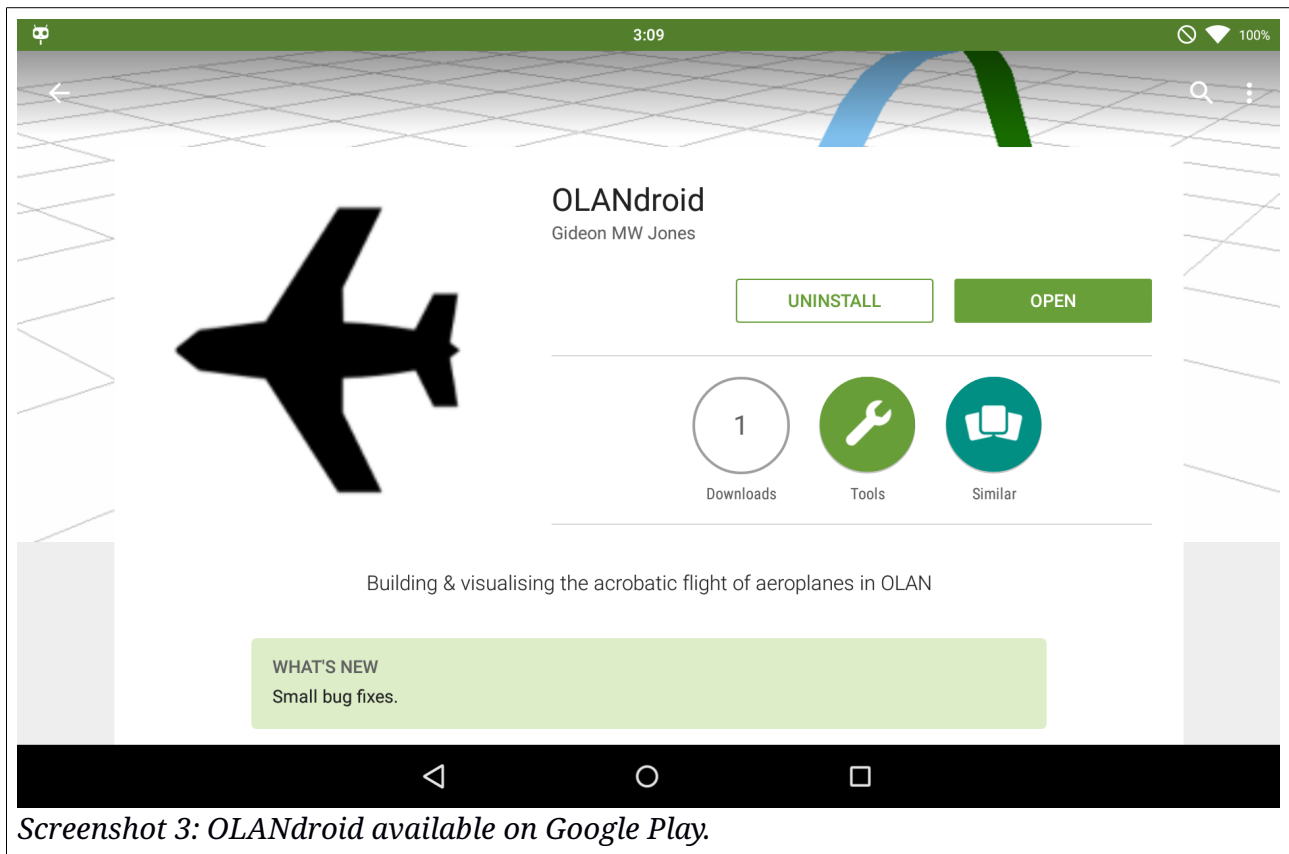 3:09
100%
OLANdroid
Gideon MW Jones
UNINSTALL
OPEN
1
Downloads
Tools
Similar
Building & visualising the acrobatic flight of aeroplanes in OLAN
WHAT'S NEW
Small bug fixes.
Screenshot 3: OLANdroid available on Google Play.